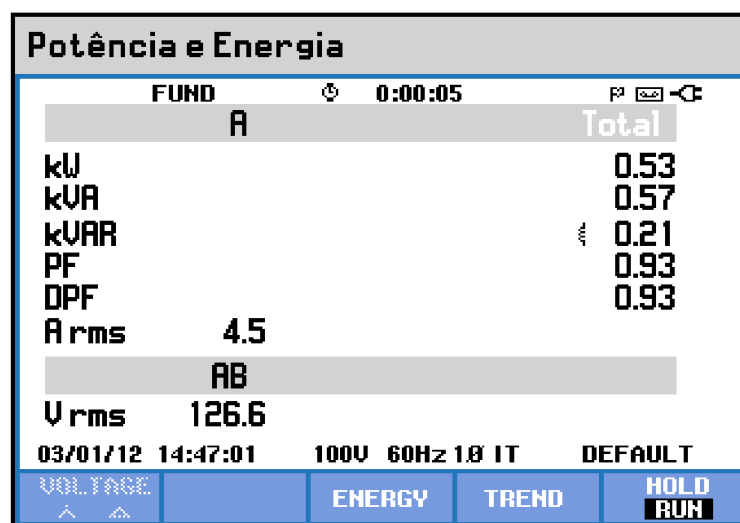 Potência e Energia
FUND 0:00:05
A Total
kW 0.53
kVA 0.57
kVAR 0.21
PF 0.93
DPF 0.93
A rms 4.5
AB
V rms 126.6
03/01/12 14:47:01 100V 60Hz 1Ø IT DEFAULT
VOLTAGE ENERGY TREND HOLD
RUN